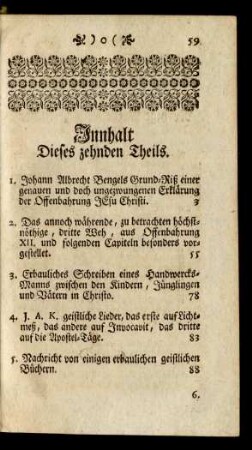 )o(
59
Innhalt
Dieses zehnden Theils.
1. Johann Albrecht Bengels Grund-Riß einer
genauen und doch ungezwungenen Erklärung
der Offenbahrung JEsu Christi. 3
2. Das annoch währende, zu betrachten höchst-
nöthige, dritte Weh, aus Offenbahrung
XII. und folgenden Capiteln besonders vor-
gestellet. 55
3. Erbauliches Schreiben eines Handwercks-
Manns zwischen den Kindern, Jünglingen
und Vätern in Christo. 78
4. J. A. K. geistliche Lieder, das erste auf Licht-
meß, das andere auf Invocavit, das dritte
auf die Apostel-Täge. 83
5. Nachricht von einigen erbaulichen geistlichen
Büchern. 88
6.